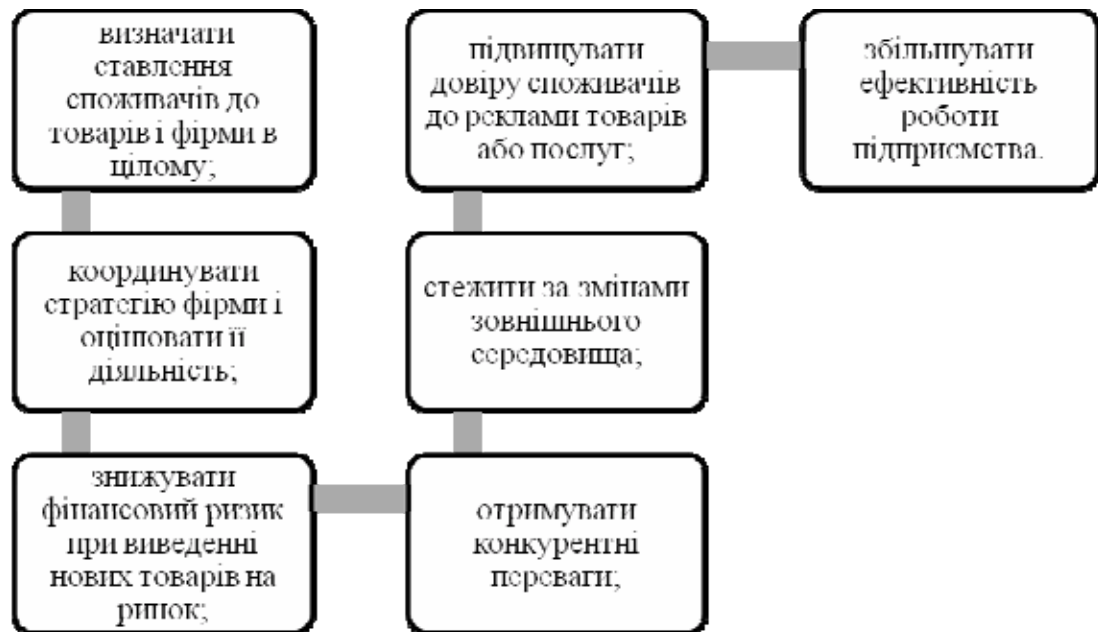 визначати
ставлення
споживачів до
товарів і фірми в
цілому;
координувати
стратегію фірми і
оцінювати її
діяльність;
знижувати
фінансовий ризик
при виведенні
нових товарів на
ринок;
отримувати
конкурентні
переваги;
стежити за змінами
зовнішнього
середовища;
підвищувати
довіру споживачів
до реклами товарів
або послуг;
збільшувати
ефективність
роботи
підприємства.